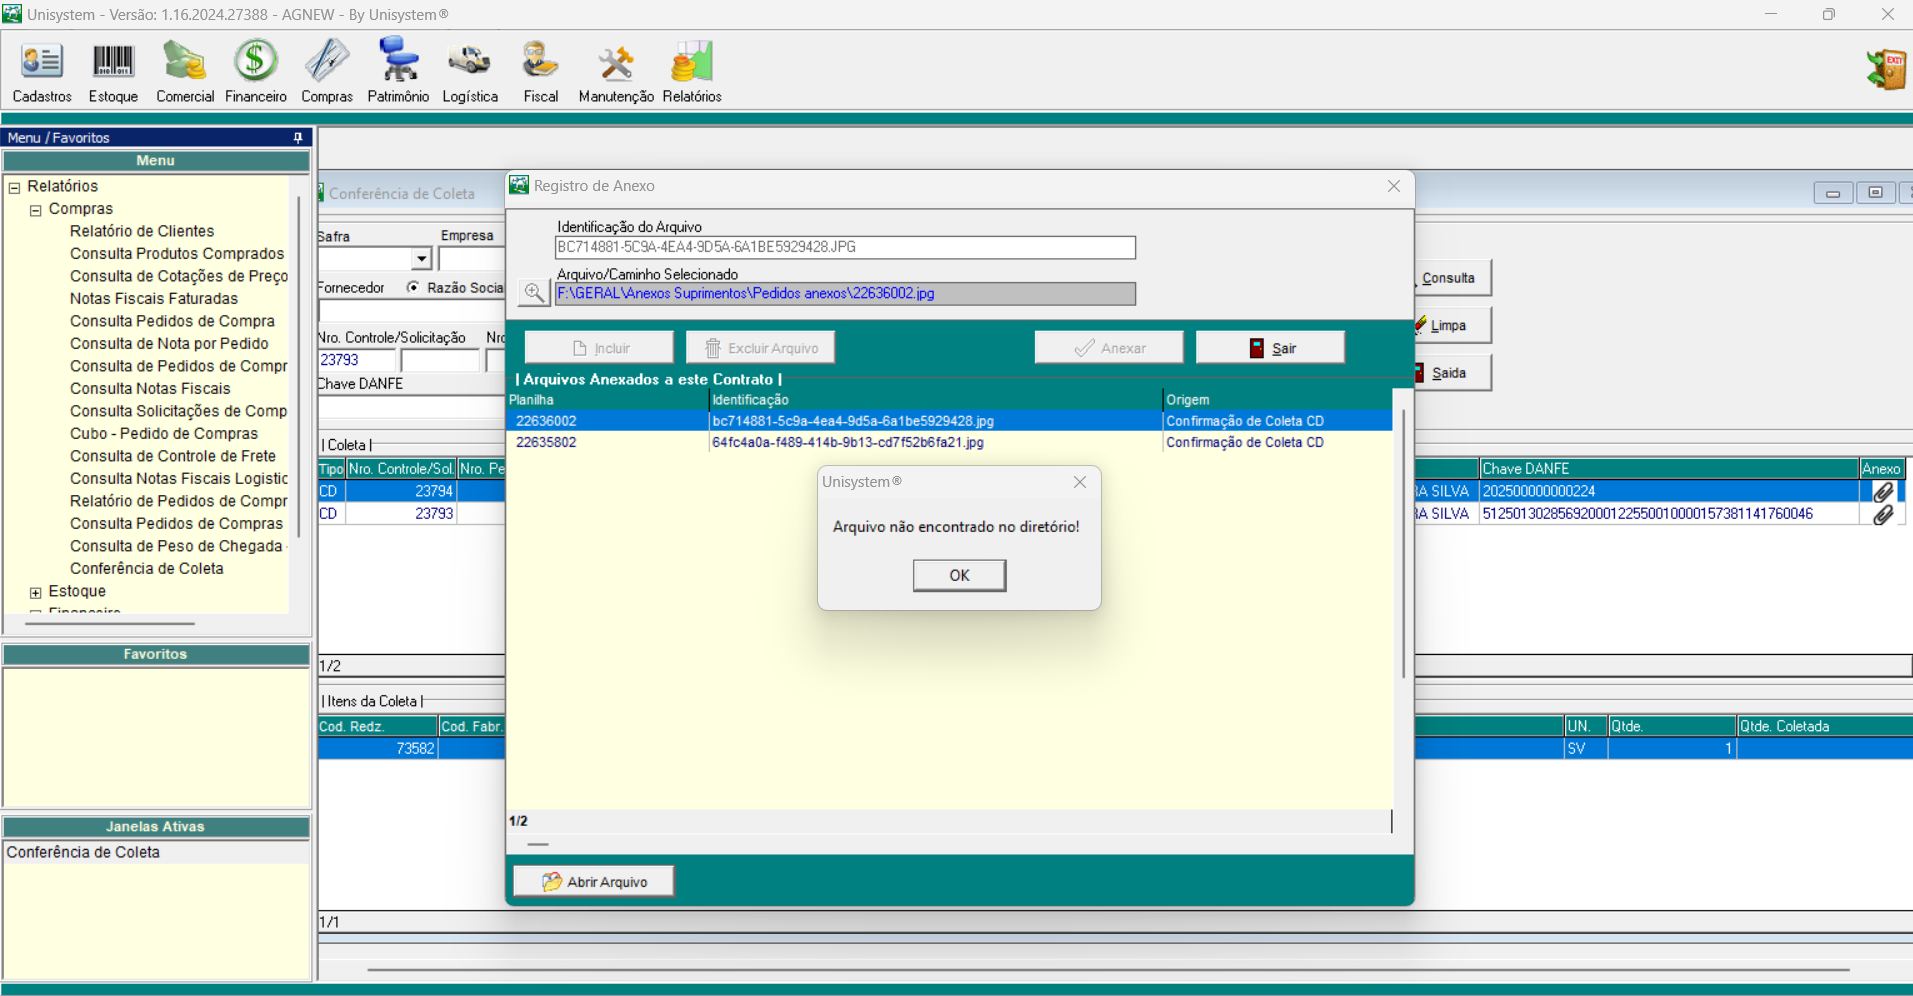 Unisystem - Versão: 1.16.2024.27388 - AGNEW - By Unisystem®
Cadastros Estoque Comercial Financeiro Compras Patrimônio Logística Fiscal Manutenção Relatórios
EXIT
Menu / Favoritos
Menu
Relatórios
Compras
Relatório de Clientes
Consulta Produtos Comprados
Consulta de Cotações de Preço
Notas Fiscais Faturadas
Consulta Pedidos de Compra
Consulta de Nota por Pedido
Consulta de Pedidos de Compr
Consulta Notas Fiscais
Consulta Solicitações de Comp
Cubo - Pedido de Compras
Consulta de Controle de Frete
Consulta Notas Fiscais Logistic
Relatório de Pedidos de Compr
Consulta Pedidos de Compras
Consulta de Peso de Chegada -
Conferência de Coleta
Estoque
Financeiro
Favoritos
Janelas Ativas
Conferência de Coleta
Conferência de Coleta
Safra Empresa
Fornecedor Razão Socia
Nro. Controle/Solicitação Nro
23793
Chave DANFE
Consulta
Limpa
Saida
| Coleta |
Tipo Nro. Controle/Sol. Nro. Pe Chave DANFE Anexo
CD 23794 RA SILVA 202500000000224
CD 23793 RA SILVA 51250130285692000122550010000157381141760046
1/2
| Itens da Coleta |
Cod. Redz. Cod. Fabr. UN. Qtde. Qtde. Coletada
73582 SV 1
1/1
Registro de Anexo
Identificação do Arquivo
BC714881-5C9A-4EA4-9D5A-6A1BE5929428.JPG
Arquivo/Caminho Selecionado
F:\GERAL\Anexos Suprimentos\Pedidos anexos\22636002.jpg
Incluir Excluir Arquivo Anexar Sair
| Arquivos Anexados a este Contrato |
Planilha Identificação Origem
22636002 bc714881-5c9a-4ea4-9d5a-6a1be5929428.jpg Confirmação de Coleta CD
22635802 64fc4a0a-f489-414b-9b13-cd7f52b6fa21.jpg Confirmação de Coleta CD
Unisystem®
Arquivo não encontrado no diretório!
OK
1/2
Abrir Arquivo